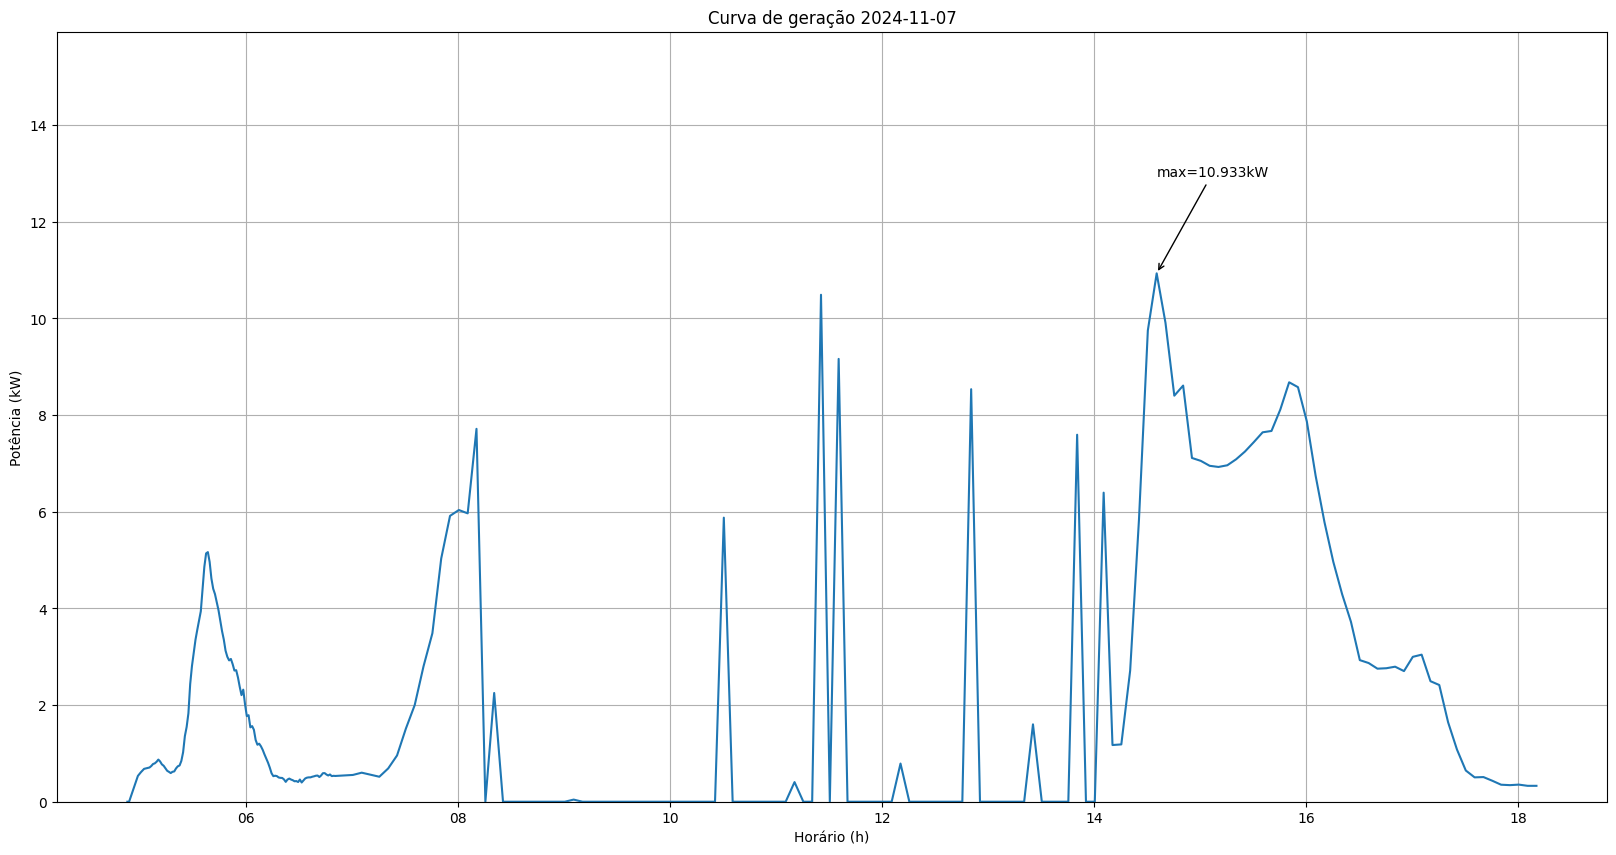 Curva de geração 2024-11-07
14
12
10
8
6
4
2
0
Potência (kW)
max=10.933kW
06 08 10 12 14 16 18
Horário (h)